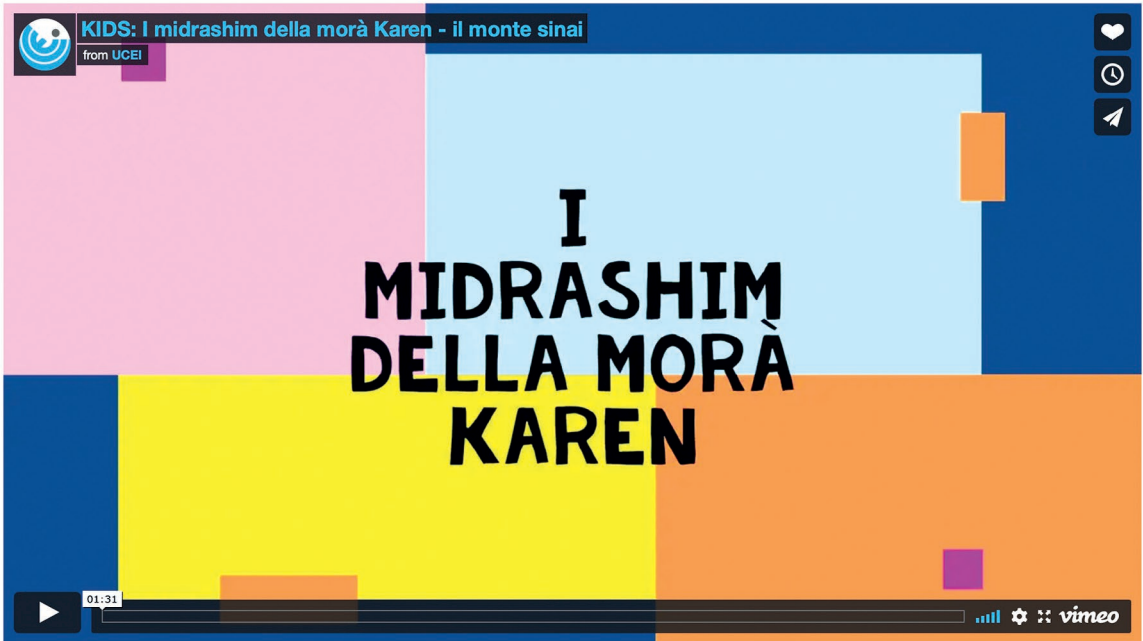 KIDS: I midrashim della morà Karen - il monte sinai
from UCEI
I
MIDRASHIM
DELLA MORÀ
KAREN
01:31
vimeo